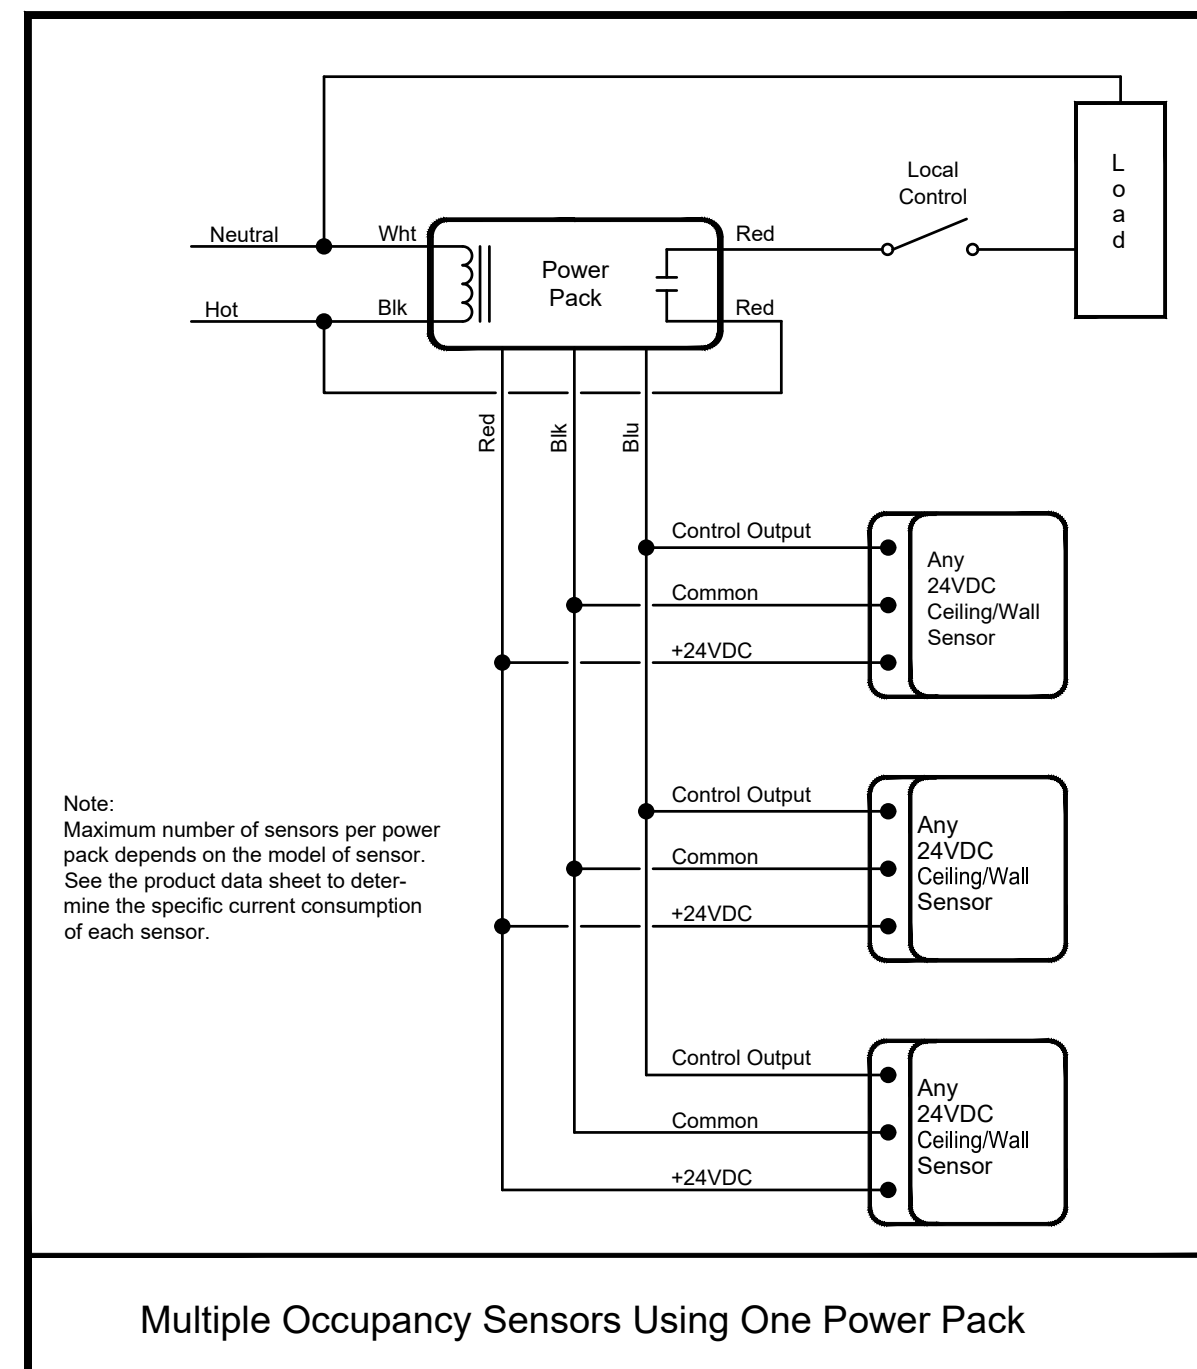 Local
Control
L
o
a
d
Neutral
Wht
Red
Power
Pack
Hot
Blk
Red
Red
Blk
Blu
Control Output
Common
+24VDC
Any
24VDC
Ceiling/Wall
Sensor
Control Output
Common
+24VDC
Any
24VDC
Ceiling/Wall
Sensor
Note:
Maximum number of sensors per power
pack depends on the model of sensor.
See the product data sheet to deter-
mine the specific current consumption
of each sensor.
Control Output
Common
+24VDC
Any
24VDC
Ceiling/Wall
Sensor
Multiple Occupancy Sensors Using One Power Pack